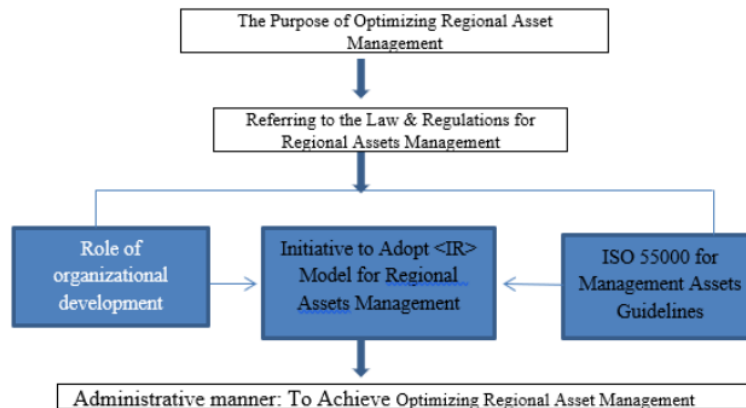 The Purpose of Optimizing Regional Asset
Management
Referring to the Law & Regulations for
Regional Assets Management
Role of
organizational
development
Initiative to Adopt <IR>
Model for Regional
Assets Management
ISO 55000 for
Management Assets
Guidelines
Administrative manner: To Achieve Optimizing Regional Asset Management